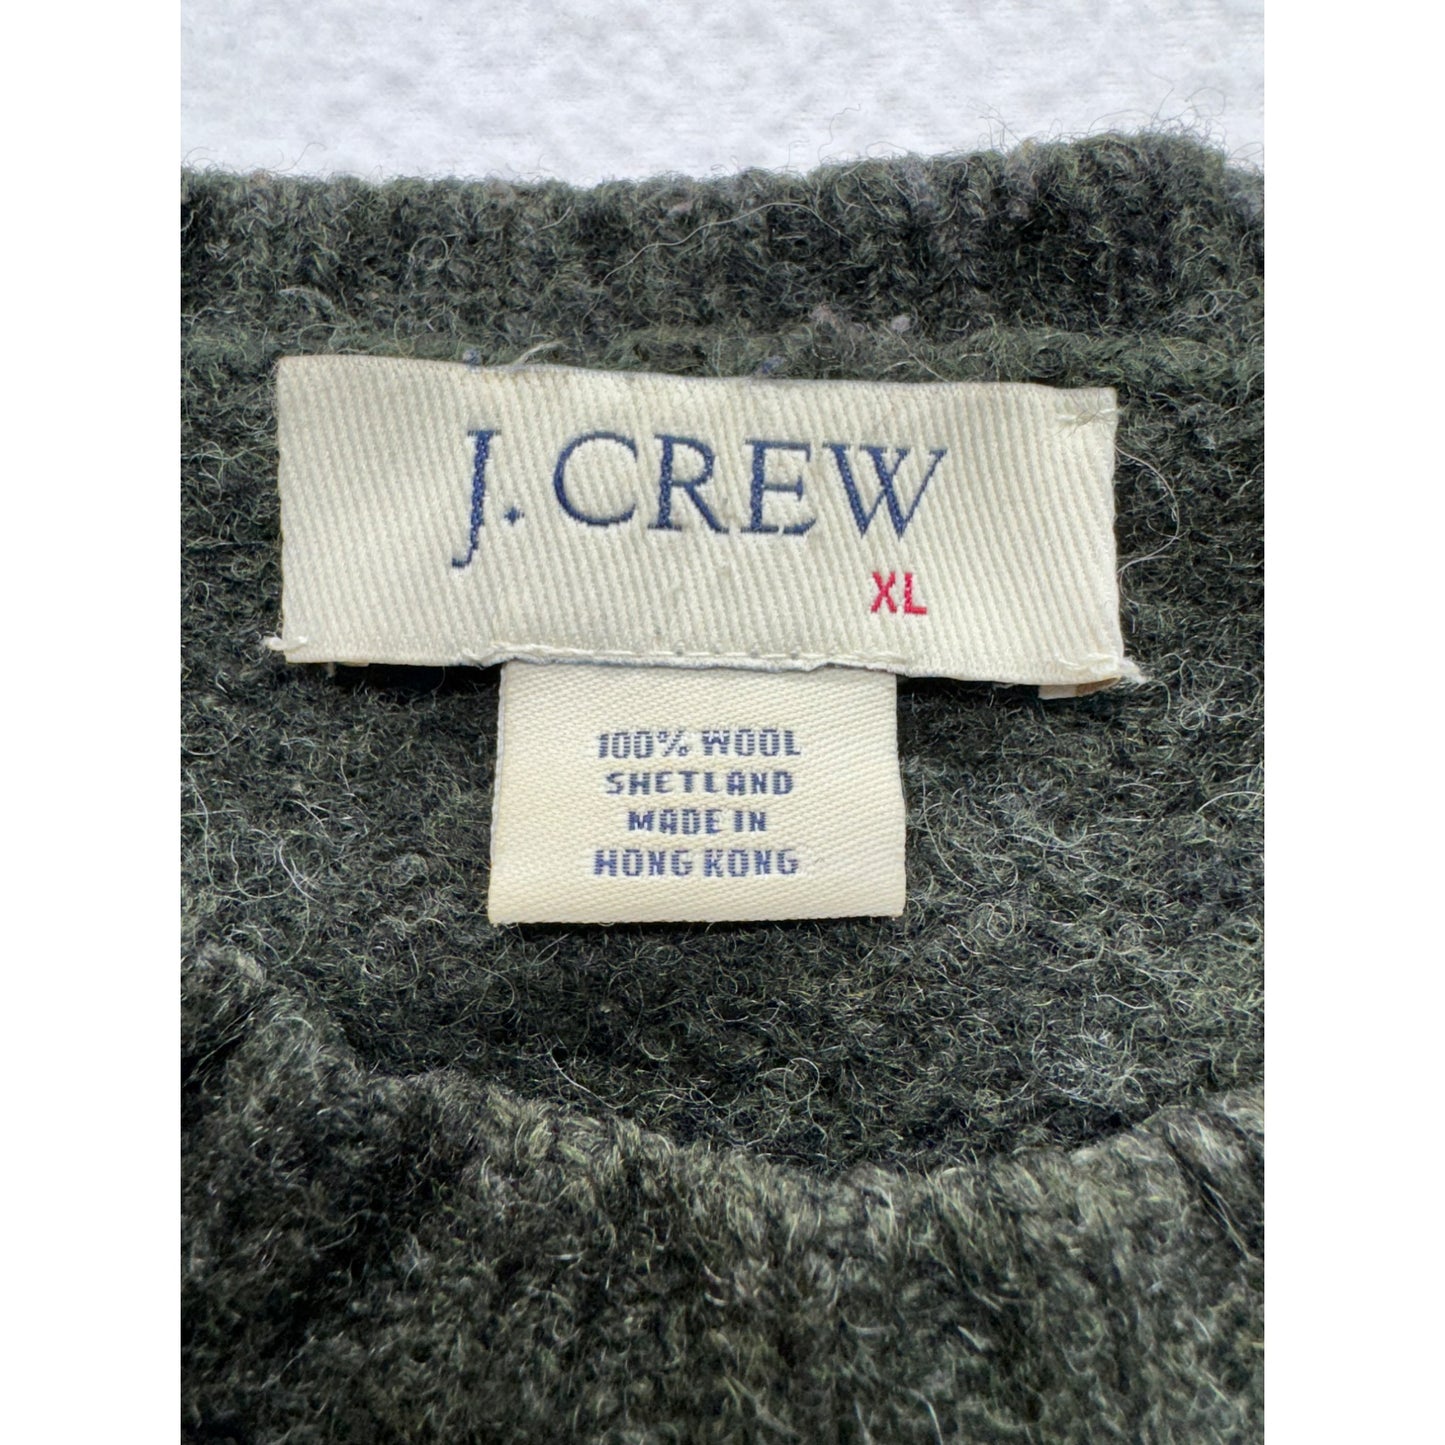 J.CREW
XL
100% WOOL
SHETLAND
MADE IN
HONG KONG